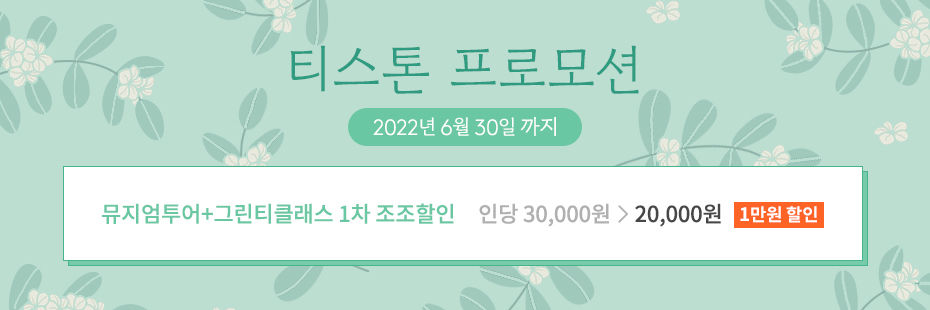 티스톤 프로모션
2022년 6월 30일 까지
뮤지엄투어+그린티클래스 1차 조조할인 인당 30,000원 > 20,000원 1만원 할인